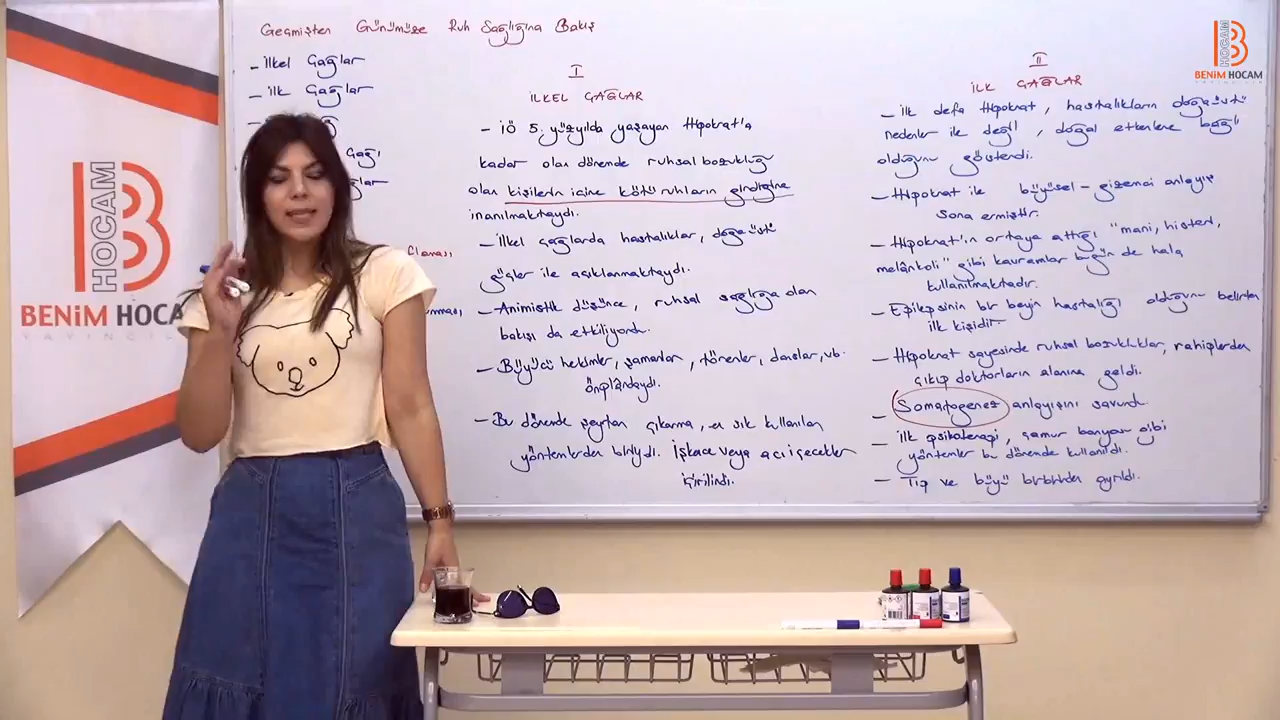 Geçmişten Günümüze Ruh Sağlığına Bakış
- İlkel Çağlar
- İlk Çağlar
Çağı
I
İLKEL ÇAĞLAR
- İÖ 5. yüzyılda yaşayan Hipokrat'a
kadar olan dönemde ruhsal bozukluğu
olan kişilerin içine kötü ruhların girdiğine
inanılmaktaydı.
- İlkel çağlarda hastalıklar, doğaüstü
güçler ile açıklanmaktaydı.
- Animistik düşünce, ruhsal sağlığa olan
bakışı da etkiliyordu.
- Büyücü hekimler, şamanlar, törenler, danslar, vb.
önplandaydı.
- Bu dönemde şeytan çıkarma, en sık kullanılan
yöntemlerden biriydi. İşkence veya acı içecekler
içirilirdi.
II
İLK ÇAĞLAR
- İlk defa Hipokrat, hastalıkların doğaüstü
nedenler ile değil, doğal etkenlere bağlı
olduğunu gösterdi.
- Hipokrat ile büyüsel-gizemci anlayış
sona ermiştir.
- Hipokrat'ın ortaya attığı "mani, histeri,
melankoli" gibi kavramlar bugün de hala
kullanılmaktadır.
- Epilepsinin bir beyin hastalığı olduğunu belirten
ilk kişidir.
- Hipokrat sayesinde ruhsal bozukluklar, rahiplerden
çıkıp doktorların alanına geldi.
- Somatogenez anlayışını savundu.
- İlk psikoterapi, çamur banyosu gibi
yöntemler bu dönemde kullanıldı.
- Tıp ve büyü birbirinden ayrıldı.
B HOCAM
BENİM HOCAM
YAYINCILIK
B HOCAM
BENİM HOCA
YAYINCI